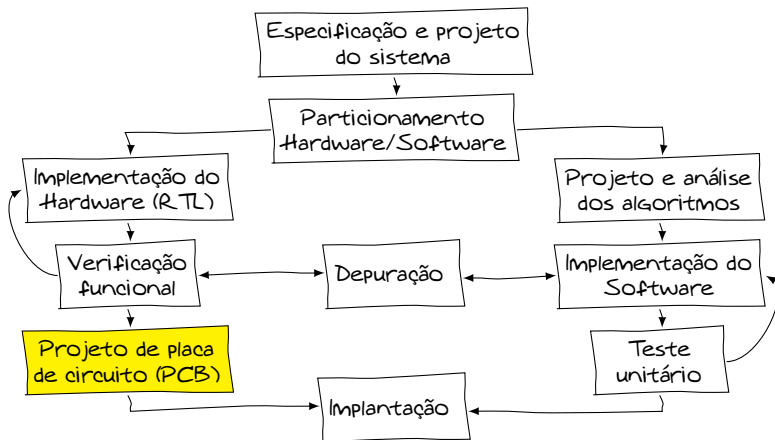 Especificação e projeto
do sistema
Particionamento
Hardware/Software
Implementação do
Hardware (RTL)
Projeto e análise
dos algoritmos
Verificação
funcional
Depuração
Implementação do
Software
Projeto de placa
de circuito (PCB)
Teste
unitário
Implantação